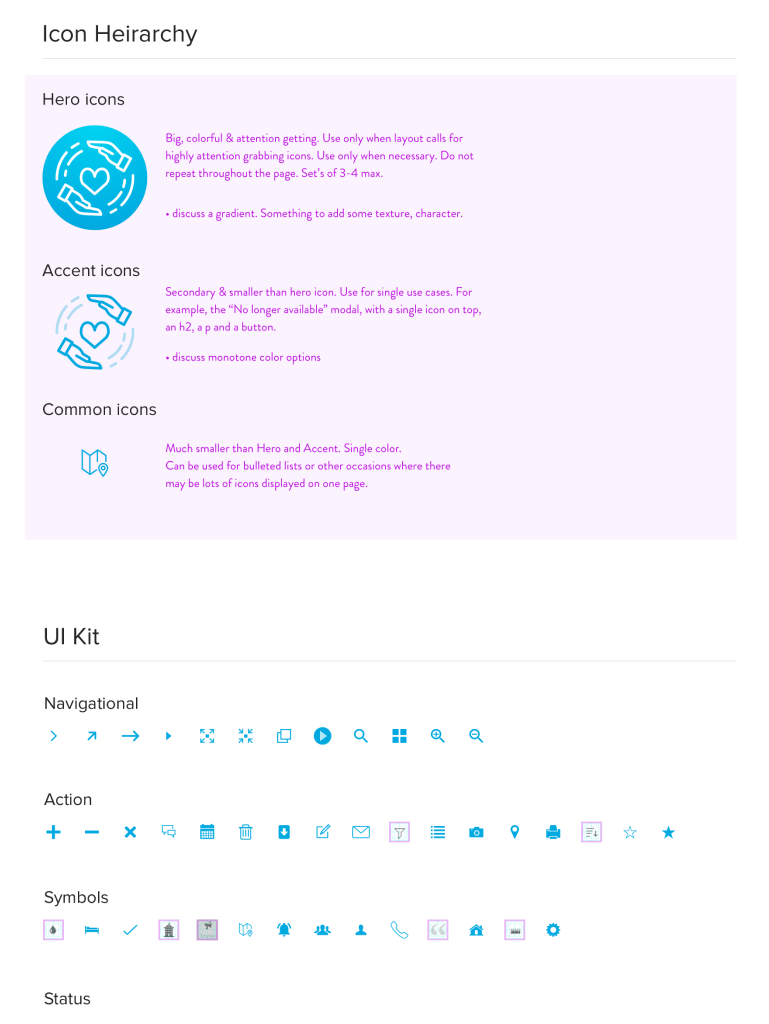 Icon Heirarchy
Hero icons
Big, colorful & attention getting. Use only when layout calls for
highly attention grabbing icons. Use only when necessary. Do not
repeat throughout the page. Set's of 3-4 max.
• discuss a gradient. Something to add some texture, character.
Accent icons
Secondary & smaller than hero icon. Use for single use cases. For
example, the “No longer available” modal, with a single icon on top,
an h2, a p and a button.
• discuss monotone color options
Common icons
Much smaller than Hero and Accent. Single color.
Can be used for bulleted lists or other occasions where there
may be lots of icons displayed on one page.
UI Kit
Navigational
Action
Symbols
Status